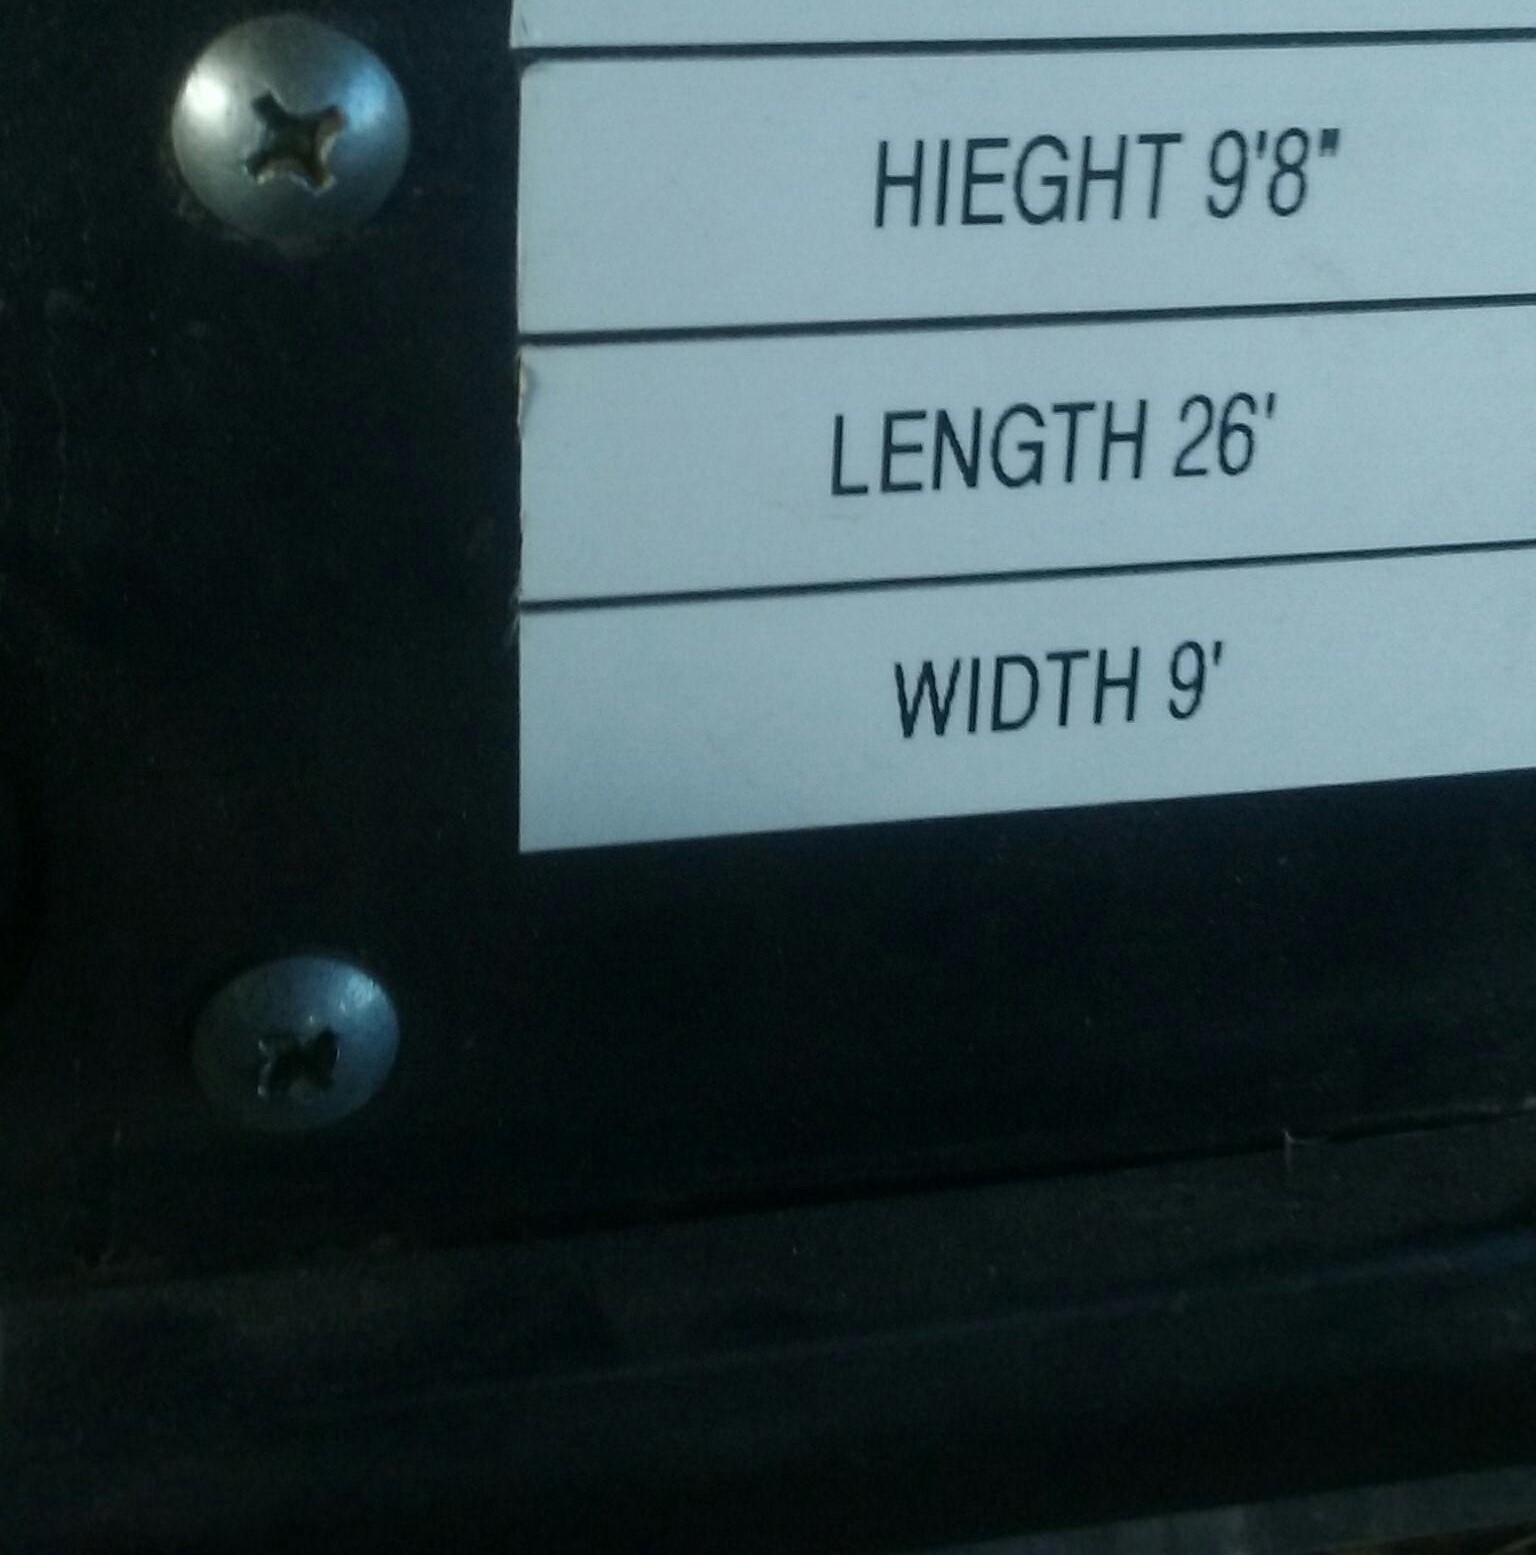 HIEGHT 9'8"
LENGTH 26'
WIDTH 9'